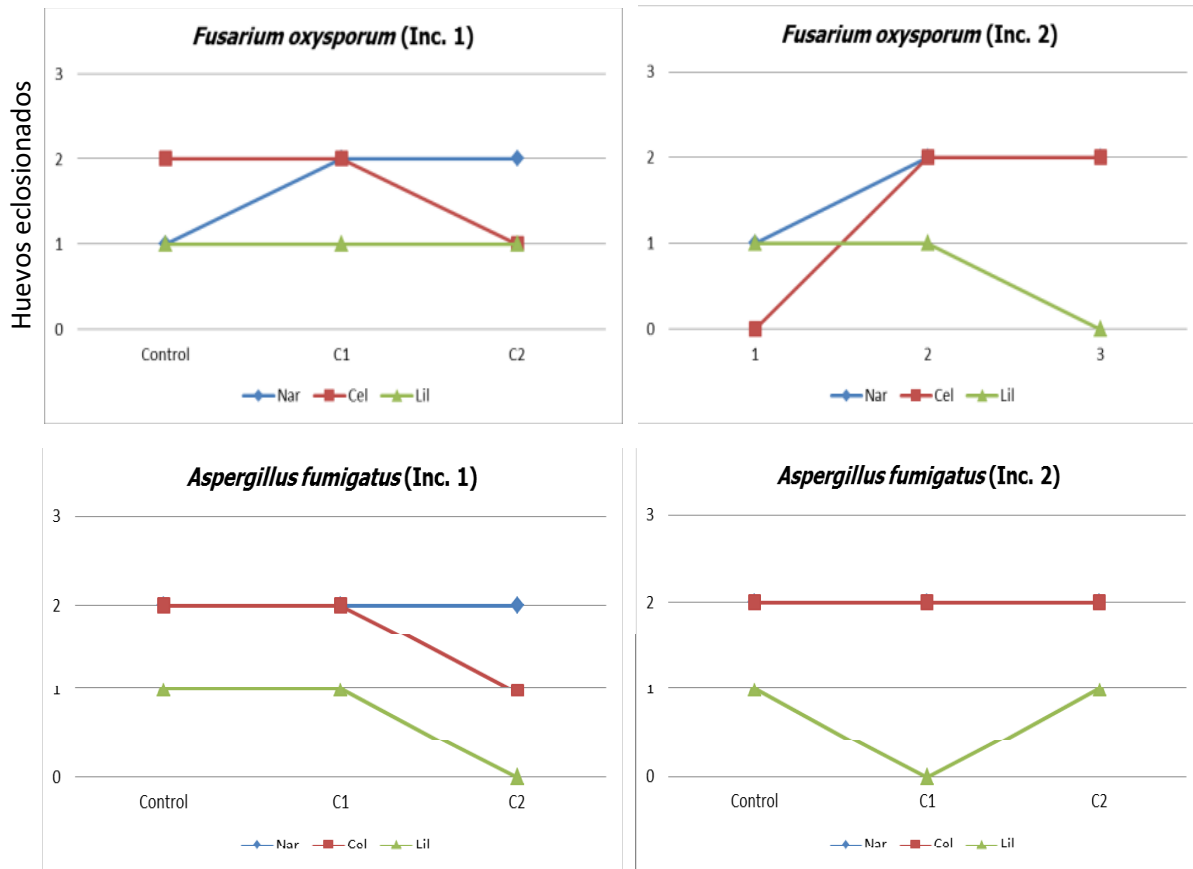 Fusarium oxysporum (Inc. 1)
Huevos eclosionados
3
2
1
0
Control C1 C2
Nar Cel Lil
Fusarium oxysporum (Inc. 2)
3
2
1
0
1 2 3
Nar Cel Lil
Aspergillus fumigatus (Inc. 1)
3
2
1
0
Control C1 C2
Nar Cel Lil
Aspergillus fumigatus (Inc. 2)
3
2
1
0
Control C1 C2
Nar Cel Lil